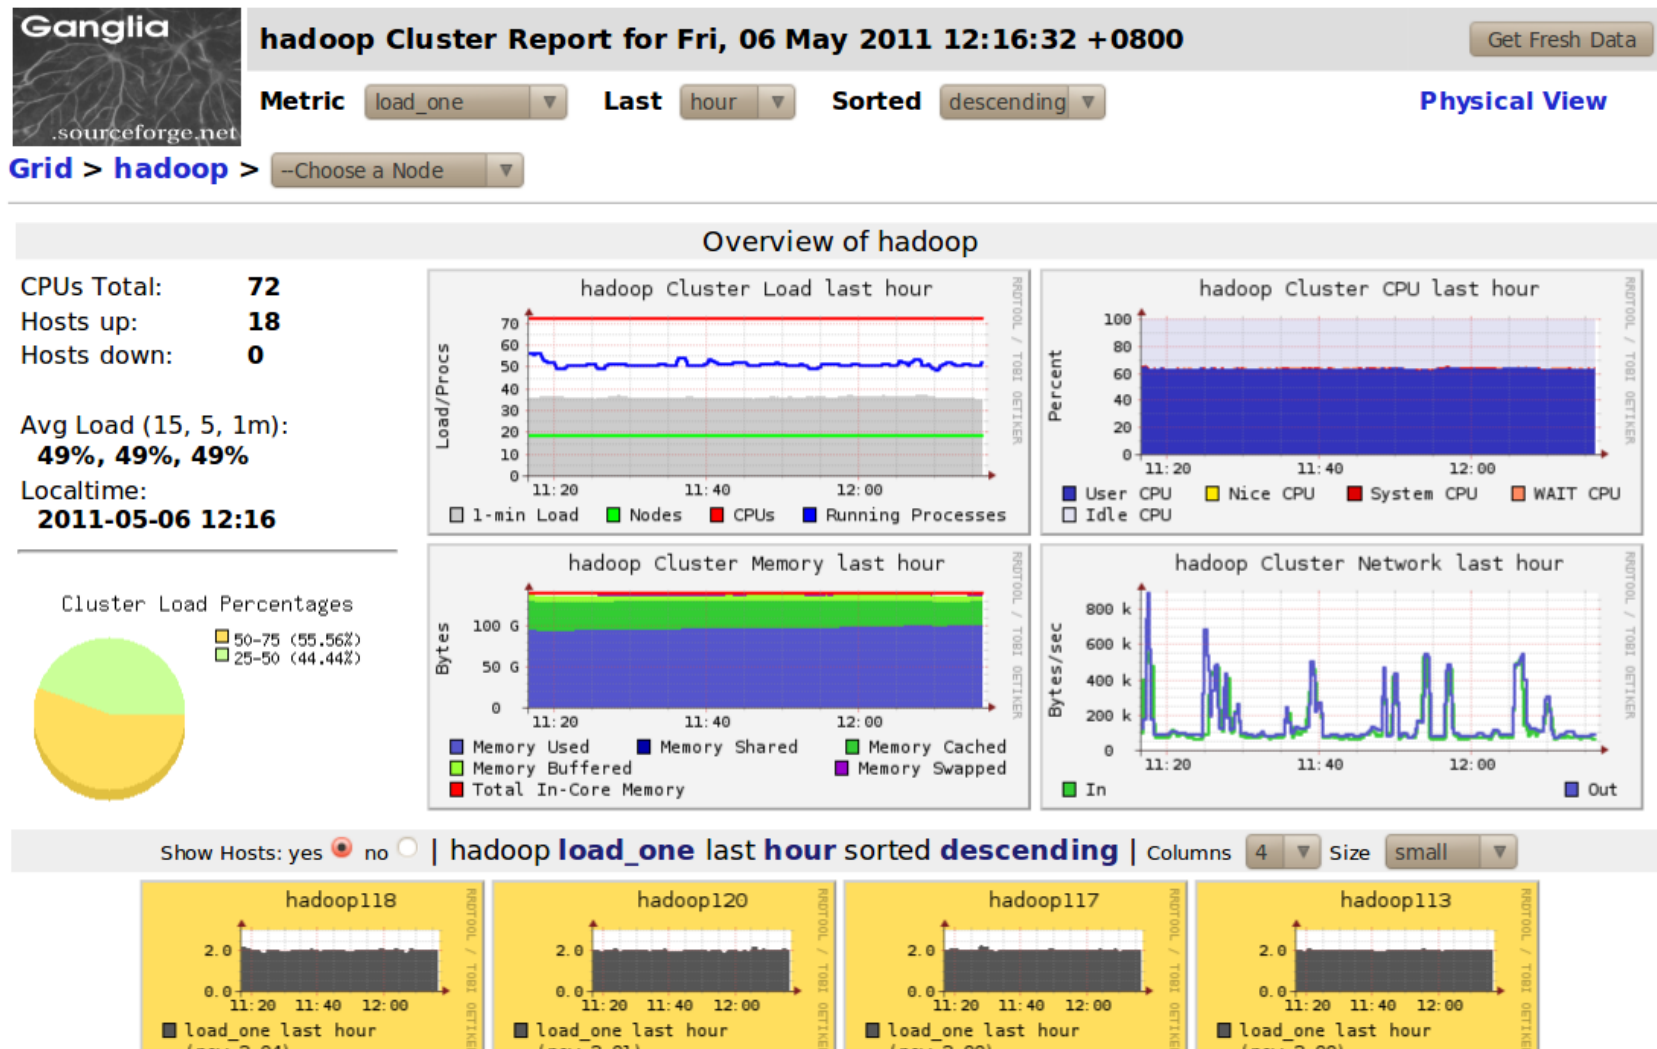 Ganglia
.sourceforge.net
hadoop Cluster Report for Fri, 06 May 2011 12:16:32 +0800
Get Fresh Data
Metric load_one Last hour Sorted descending
Physical View
Grid > hadoop > --Choose a Node
Overview of hadoop
CPUs Total: 72
Hosts up: 18
Hosts down: 0
Avg Load (15, 5, 1m):
49%, 49%, 49%
Localtime:
2011-05-06 12:16
Cluster Load Percentages
50-75 (55.56%)
25-50 (44.44%)
hadoop Cluster Load last hour
RRDTOOL / TOBI OETIKER
Load/Procs
70
60
50
40
30
20
10
0
11:20 11:40 12:00
1-min Load Nodes CPUs Running Processes
hadoop Cluster CPU last hour
RRDTOOL / TOBI OETIKER
Percent
100
80
60
40
20
0
11:20 11:40 12:00
User CPU Nice CPU System CPU WAIT CPU
Idle CPU
hadoop Cluster Memory last hour
RRDTOOL / TOBI OETIKER
Bytes
100 G
50 G
0
11:20 11:40 12:00
Memory Used Memory Shared Memory Cached
Memory Buffered Memory Swapped
Total In-Core Memory
hadoop Cluster Network last hour
RRDTOOL / TOBI OETIKER
Bytes/sec
800 k
600 k
400 k
200 k
0
11:20 11:40 12:00
In Out
Show Hosts: yes no | hadoop load_one last hour sorted descending | Columns 4 Size small
hadoop118
RRDTOOL / TOBI OETIKE
2.0
0.0
11:20 11:40 12:00
load_one last hour
hadoop120
RRDTOOL / TOBI OETIKE
2.0
0.0
11:20 11:40 12:00
load_one last hour
hadoop117
RRDTOOL / TOBI OETIKE
2.0
0.0
11:20 11:40 12:00
load_one last hour
hadoop113
RRDTOOL / TOBI OETIKE
2.0
0.0
11:20 11:40 12:00
load_one last hour